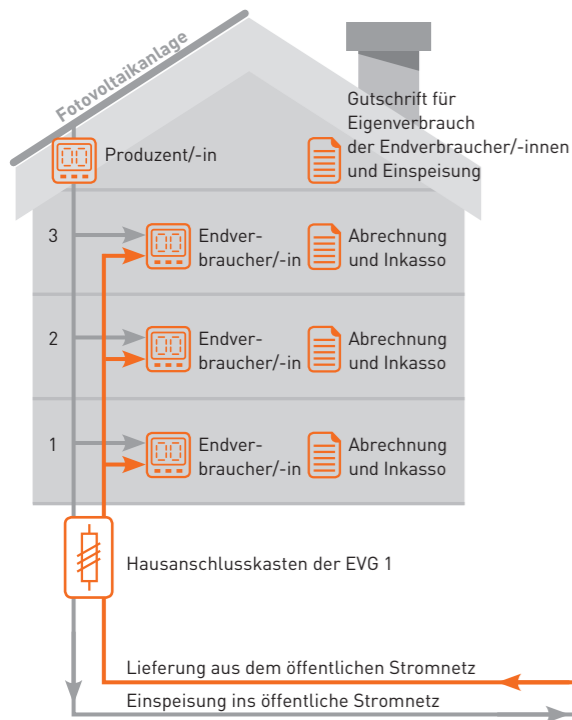 Fotovoltaikanlage
Gutschrift für
Eigenverbrauch
der Endverbraucher/-innen
und Einspeisung
Produzent/-in
3
Endver-
braucher/-in
Abrechnung
und Inkasso
2
Endver-
braucher/-in
Abrechnung
und Inkasso
1
Endver-
braucher/-in
Abrechnung
und Inkasso
Hausanschlusskasten der EVG 1
Lieferung aus dem öffentlichen Stromnetz
Einspeisung ins öffentliche Stromnetz